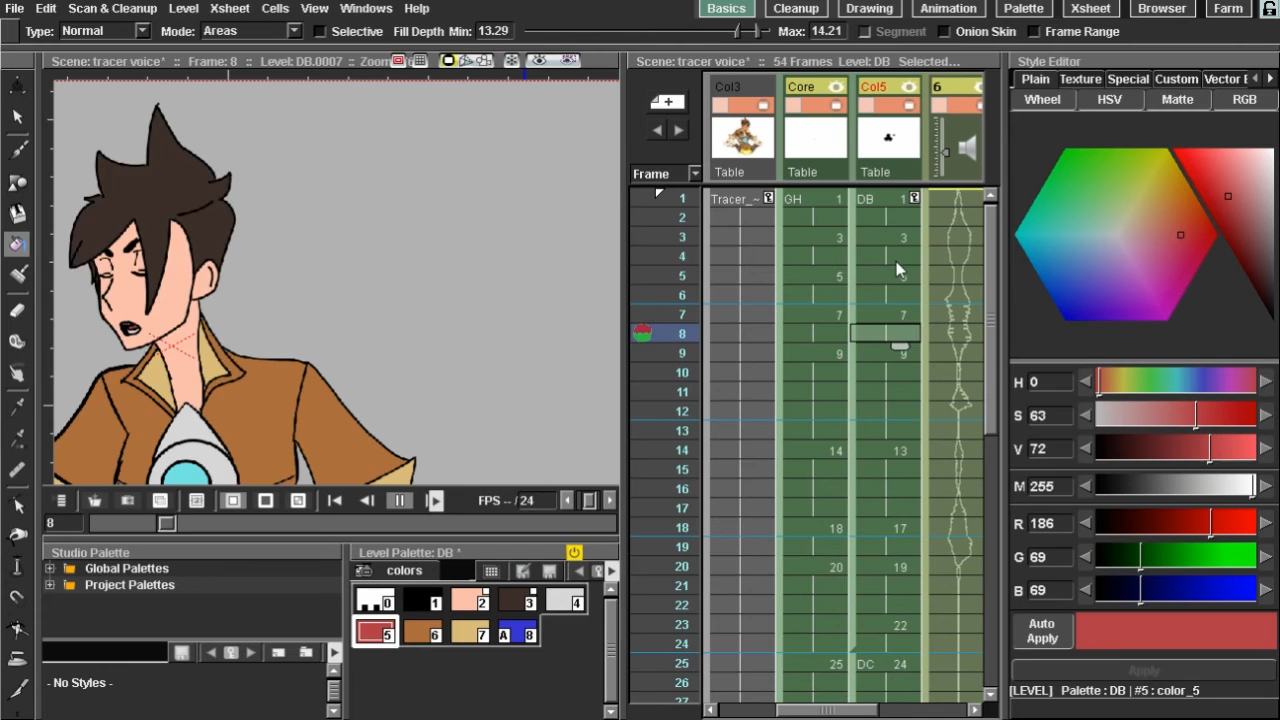 File Edit Scan & Cleanup Level Xsheet Cells View Windows Help Basics Cleanup Drawing Animation Palette Xsheet Browser Farm
Type: Normal Mode: Areas Selective Fill Depth Min: 13.29 Max: 14.21 Segment Onion Skin Frame Range
Scene: tracer voice* :: Frame: 8 :: Level: DB.0007 :: Zoom
Scene: tracer voice* :: 54 Frames Level: DB Selected...
Style Editor
Plain Texture Special Custom Vector
Wheel HSV Matte RGB
Col3 Core Col5 6
Table Table Table
Frame
1 Tracer_~ GH 1 DB 1
2
3 3 3
4
5 5
6
7 7 7
8
9 9 9
10
11
12
13
14 14 13
15
16
17
18 18 17
19
20 20 19
21
22
23 22
24
25 25 DC 24
27
H 0
S 63
V 72
M 255
R 186
G 69
B 69
Auto Apply
Apply
[LEVEL] Palette : DB | #5 : color_5
FPS -- /24
8
Studio Palette
Global Palettes
Project Palettes
- No Styles -
Level Palette: DB *
colors
0 1 2 3 4
5 6 7 A 8